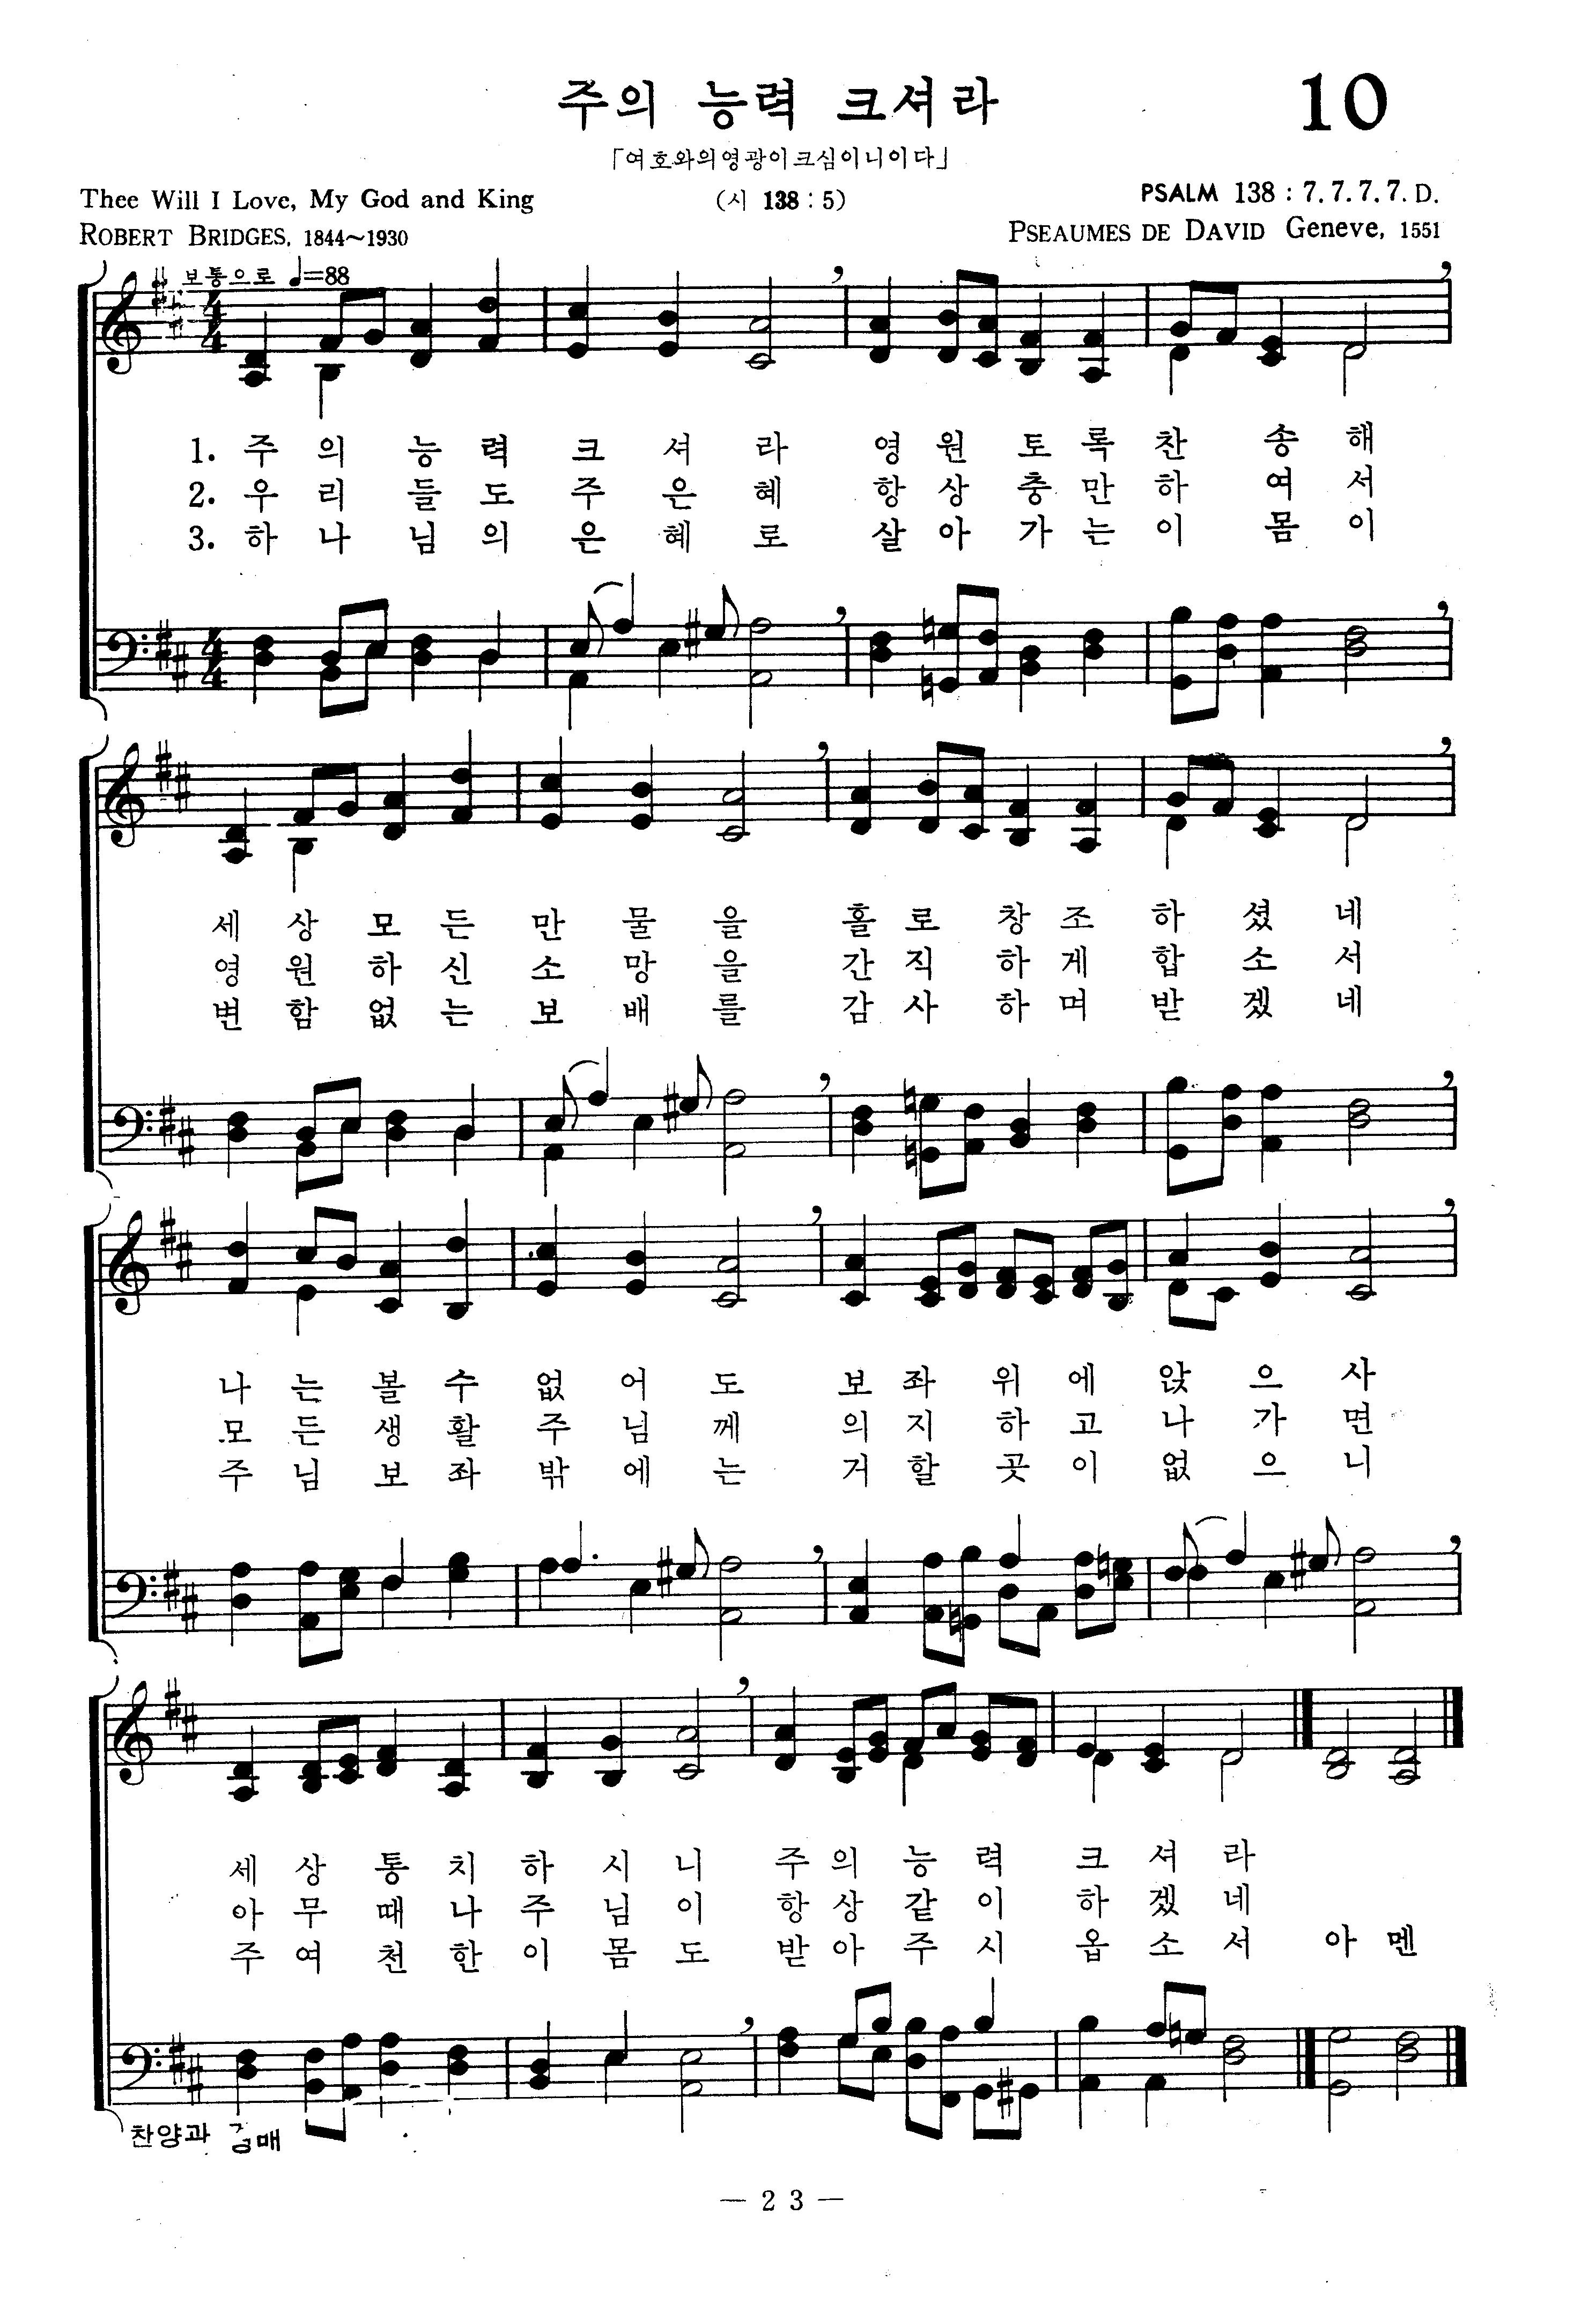 주의 능력 크셔라
10
「여호와의영광이크심이니이다」
Thee Will I Love, My God and King
(시 138 : 5)
PSALM 138 : 7. 7. 7. 7. D.
ROBERT BRIDGES, 1844~1930
PSEAUMES DE DAVID Geneve, 1551
보통으로 ♩=88
1. 주 의 능 력 크 셔 라 영 원 토 록 찬 송 해
2. 우 리 들 도 주 은 혜 항 상 충 만 하 여 서
3. 하 나 님 의 은 혜 로 살 아 가 는 이 몸 이
세 상 모 든 만 물 을 홀 로 창 조 하 셨 네
영 원 하 신 소 망 을 간 직 하 게 합 소 서
변 함 없 는 보 배 를 감 사 하 며 받 겠 네
나 는 볼 수 없 어 도 보 좌 위 에 앉 으 사
모 든 생 활 주 님 께 의 지 하 고 나 가 면
주 님 보 좌 밖 에 는 거 할 곳 이 없 으 니
세 상 통 치 하 시 니 주 의 능 력 크 셔 라
아 무 때 나 주 님 이 항 상 같 이 하 겠 네
주 여 천 한 이 몸 도 받 아 주 시 옵 소 서 아 멘
찬양과
— 2 3 —